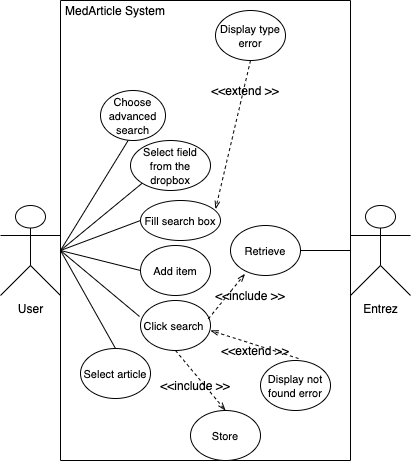 MedArticle System
Display type
error
<<extend >>
Choose
advanced
search
Select field
from the
dropbox
Fill search box
Retrieve
Add item
<<include >>
User
Entrez
Click search
<<extend >>
Select article
<<include >>
Display not
found error
Store